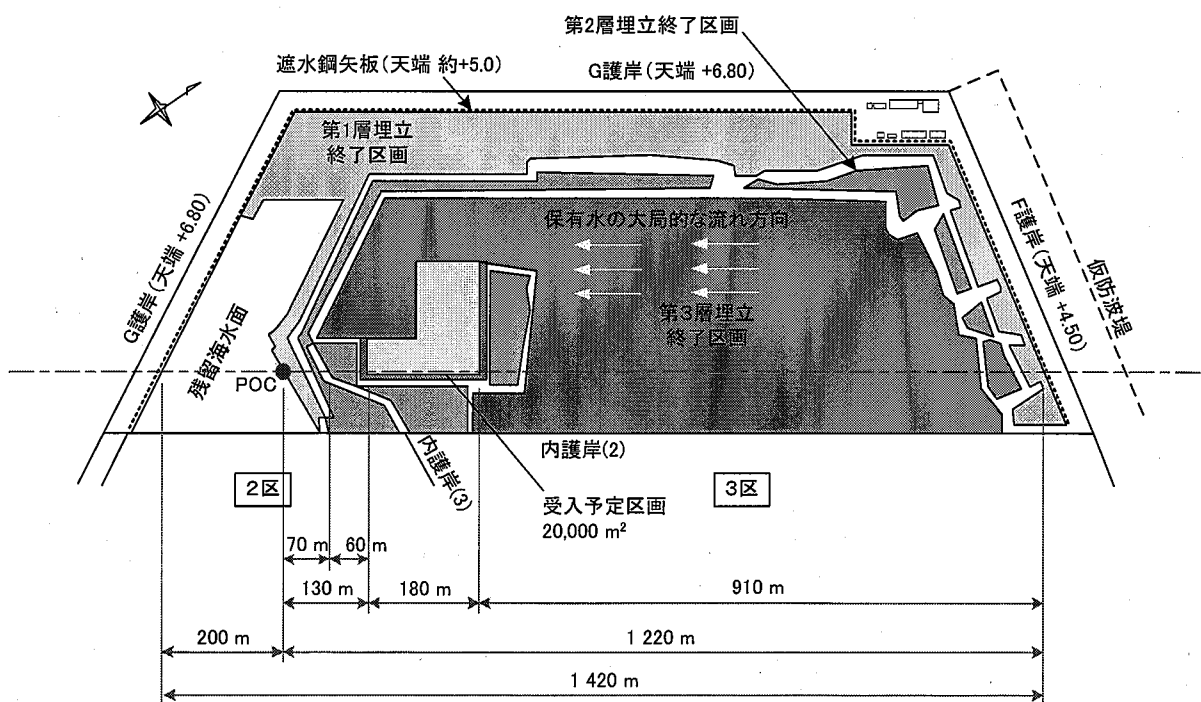 第2層埋立終了区画
遮水鋼矢板(天端 約+5.0)
G護岸(天端 +6.80)
第1層埋立
終了区画
G護岸(天端 +6.80)
保有水の大局的な流れ方向
F護岸(天端 +4.50)
仮防波堤
第3層埋立
終了区画
残留海水面
POC
内護岸(3)
内護岸(2)
2区
3区
受入予定区画
20,000 m²
70 m
60 m
130 m
180 m
910 m
200 m
1 220 m
1 420 m